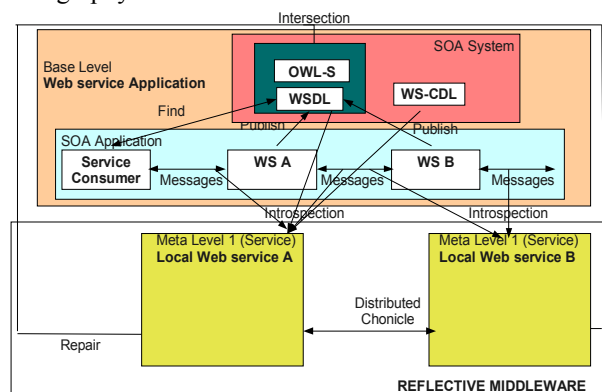 Intersection
SOA System
Base Level
Web service Application
OWL-S
WSDL
WS-CDL
Find
Publish
Publish
SOA Application
Service
Consumer
WS A
WS B
Messages
Messages
Messages
Introspection
Introspection
Meta Level 1 (Service)
Local Web service A
Meta Level 1 (Service)
Local Web service B
Distributed
Chonicle
Repair
REFLECTIVE MIDDLEWARE